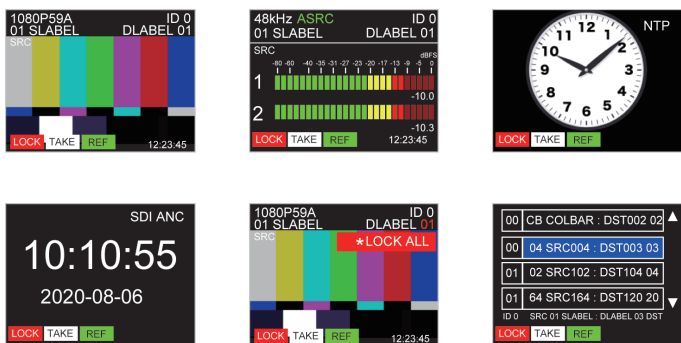 1080P59A ID 0
01 SLABEL DLABEL 01
SRC
LOCK TAKE REF 12:23:45
48kHz ASRC ID 0
01 SLABEL DLABEL 01
SRC dBFS
-80 -60 -40 -35 -31 -27 -23 -20 -17 -13 -9 -5 0
1
-10.0
2
-10.3
LOCK TAKE REF 12:23:45
NTP
12
11 1
10 2
9 3
8 4
7 5
6
LOCK TAKE REF
SDI ANC
10:10:55
2020-08-06
LOCK TAKE REF
1080P59A ID 0
01 SLABEL DLABEL 01
SRC
*LOCK ALL
LOCK TAKE REF 12:23:45
00 CB COLBAR : DST002 02
00 04 SRC004 : DST003 03
01 02 SRC102 : DST104 04
01 64 SRC164 : DST120 20
ID 0 SRC 01 SLABEL : DLABEL 03 DST
LOCK TAKE REF